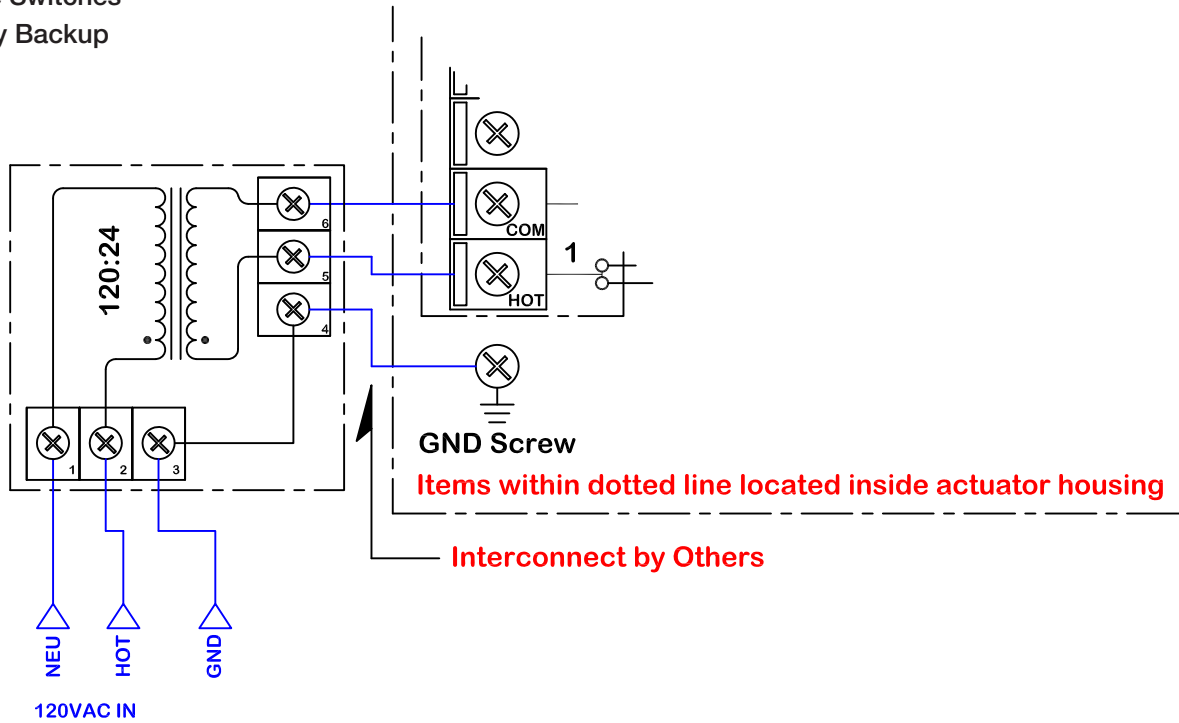 Switches
Backup
120:24
6
5
4
COM
HOT
1
1
2
3
GND Screw
Items within dotted line located inside actuator housing
Interconnect by Others
NEU
HOT
GND
120VAC IN